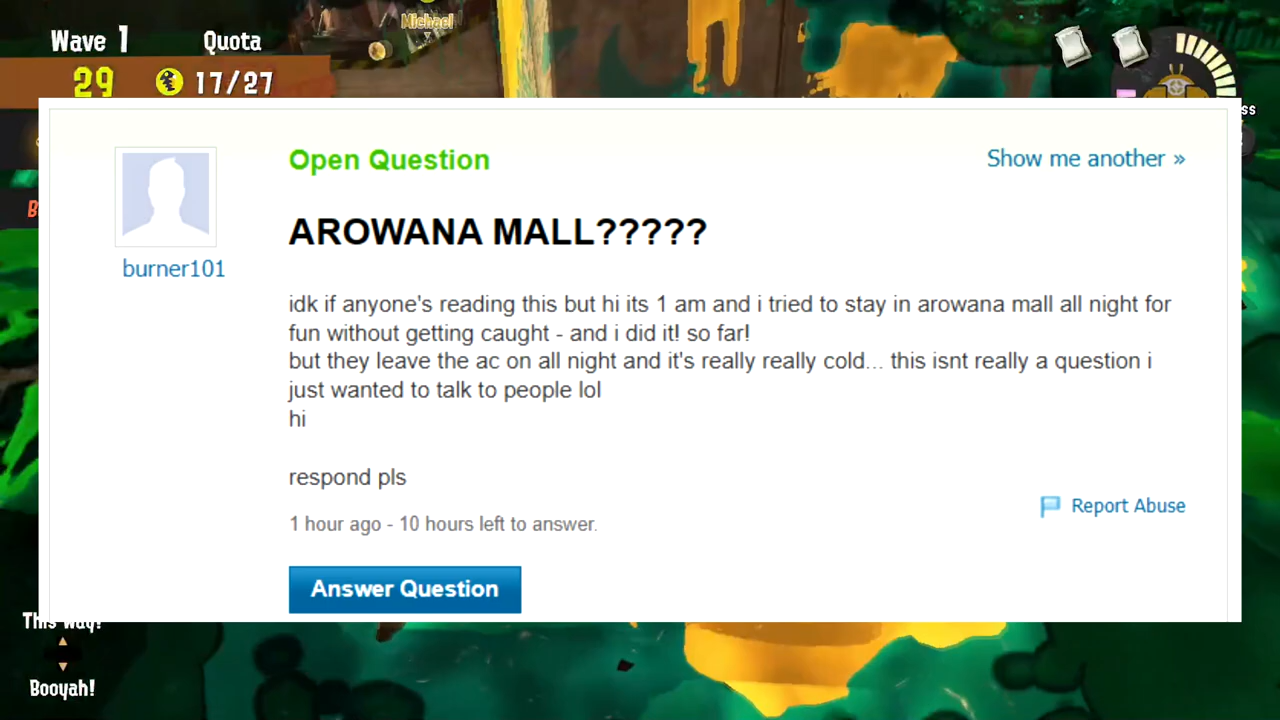 Michael
Wave 1 Quota
29 17/27
ss
Open Question
Show me another »
AROWANA MALL?????
burner101
idk if anyone's reading this but hi its 1 am and i tried to stay in arowana mall all night for
fun without getting caught - and i did it! so far!
but they leave the ac on all night and it's really really cold... this isnt really a question i
just wanted to talk to people lol
hi
respond pls
Report Abuse
1 hour ago - 10 hours left to answer.
Answer Question
This way!
Booyah!